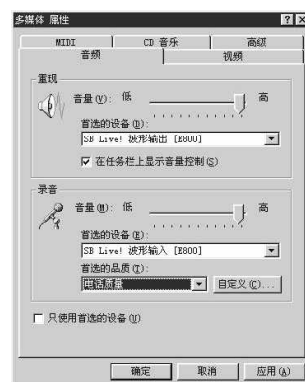 多媒体 属性
MIDI CD 音乐 高级
音频 视频
重现
音量(V): 低 高
首选的设备(D):
SB Live! 波形输出 [E800]
在任务栏上显示音量控制(S)
录音
音量(M): 低 高
首选的设备(E):
SB Live! 波形输入 [E800]
首选的品质(I):
电话质量 自定义(C)...
只使用首选的设备(U)
确定 取消 应用(A)